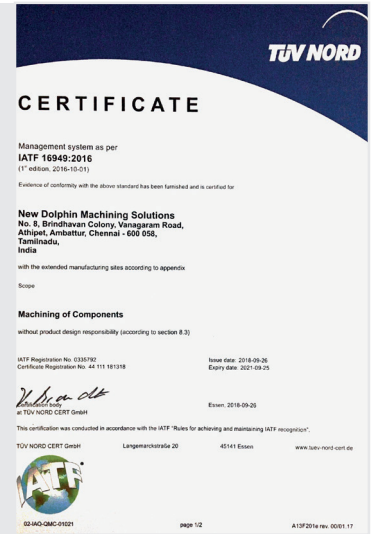 TÜV NORD
CERTIFICATE
Management system as per
IATF 16949:2016
(1st edition, 2016-10-01)
Evidence of conformity with the above standard has been furnished and is certified for
New Dolphin Machining Solutions
No. 8, Brindhavan Colony, Vanagaram Road,
Athipet, Ambattur, Chennai - 600 058,
Tamilnadu,
India
with the extended manufacturing sites according to appendix
Scope
Machining of Components
without product design responsibility (according to section 8.3)
IATF Registration No. 0335792
Issue date: 2018-09-26
Certificate Registration No. 44 111 181318
Expiry date: 2021-09-25
Certification body
Essen, 2018-09-26
at TÜV NORD CERT GmbH
This certification was conducted in accordance with the IATF "Rules for achieving and maintaining IATF recognition".
TÜV NORD CERT GmbH Langemarckstraße 20 45141 Essen www.tuev-nord-cert.de
IATF
02-IAO-QMC-01021 page 1/2 A13F201e rev. 00/01.17